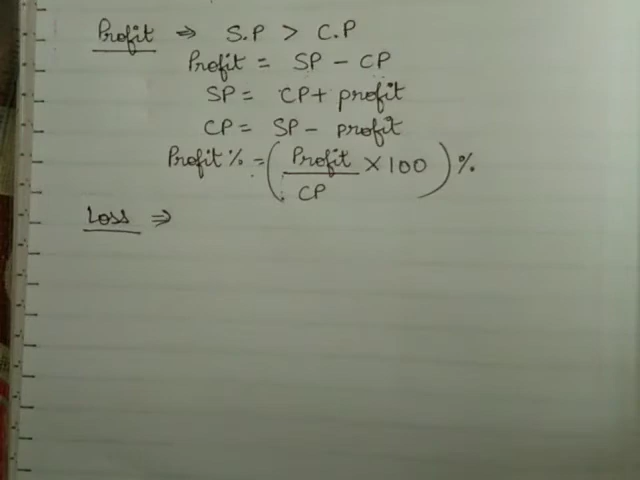 Profit ⇒ S.P > C.P
Profit = SP - CP
SP = CP + profit
CP = SP - profit
Profit % = (Profit/CP × 100) %
Loss ⇒